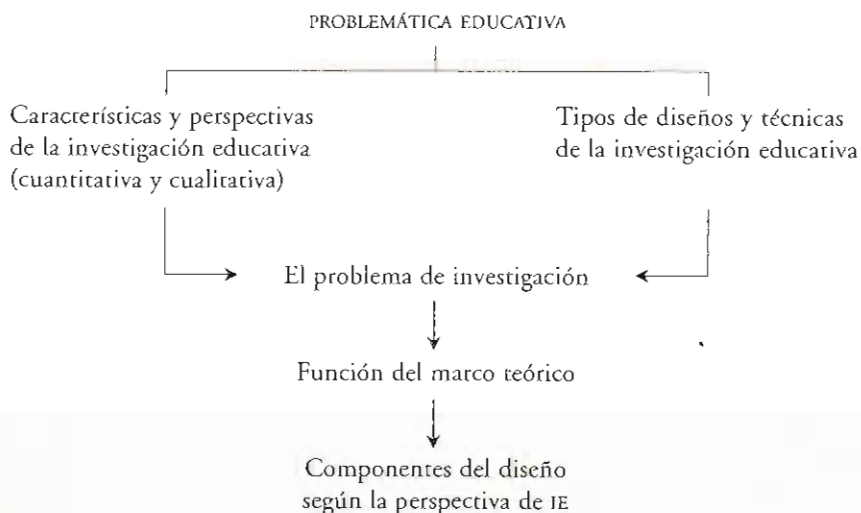 PROBLEMÁTICA EDUCATIVA
Características y perspectivas
de la investigación educativa
(cuantitativa y cualitativa)
Tipos de diseños y técnicas
de la investigación educativa
El problema de investigación
Función del marco teórico
Componentes del diseño
según la perspectiva de IE